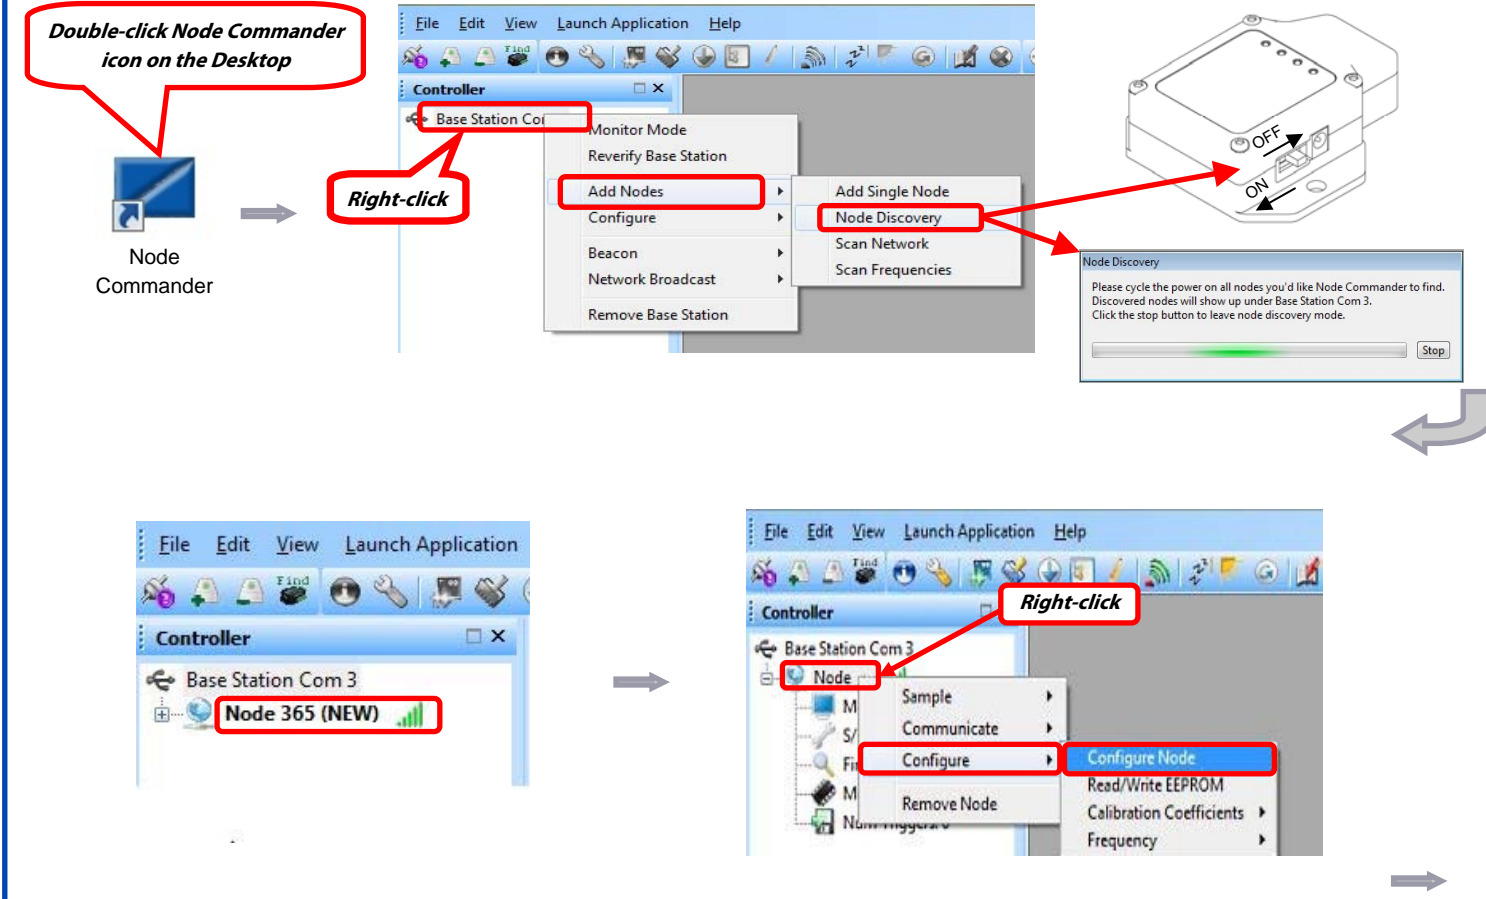 Double-click Node Commander
icon on the Desktop
Node
Commander
File Edit View Launch Application Help
Find
Controller
Base Station Co
Right-click
Monitor Mode
Reverify Base Station
Add Nodes
Configure
Beacon
Network Broadcast
Remove Base Station
Add Single Node
Node Discovery
Scan Network
Scan Frequencies
OFF
ON
Node Discovery
Please cycle the power on all nodes you'd like Node Commander to find.
Discovered nodes will show up under Base Station Com 3.
Click the stop button to leave node discovery mode.
Stop
File Edit View Launch Application
Find
Controller
Base Station Com 3
Node 365 (NEW)
File Edit View Launch Application Help
Find
Controller
Right-click
Base Station Com 3
Node
M
S/
Fi
M
Sample
Communicate
Configure
Remove Node
Configure Node
Read/Write EEPROM
Calibration Coefficients
Frequency